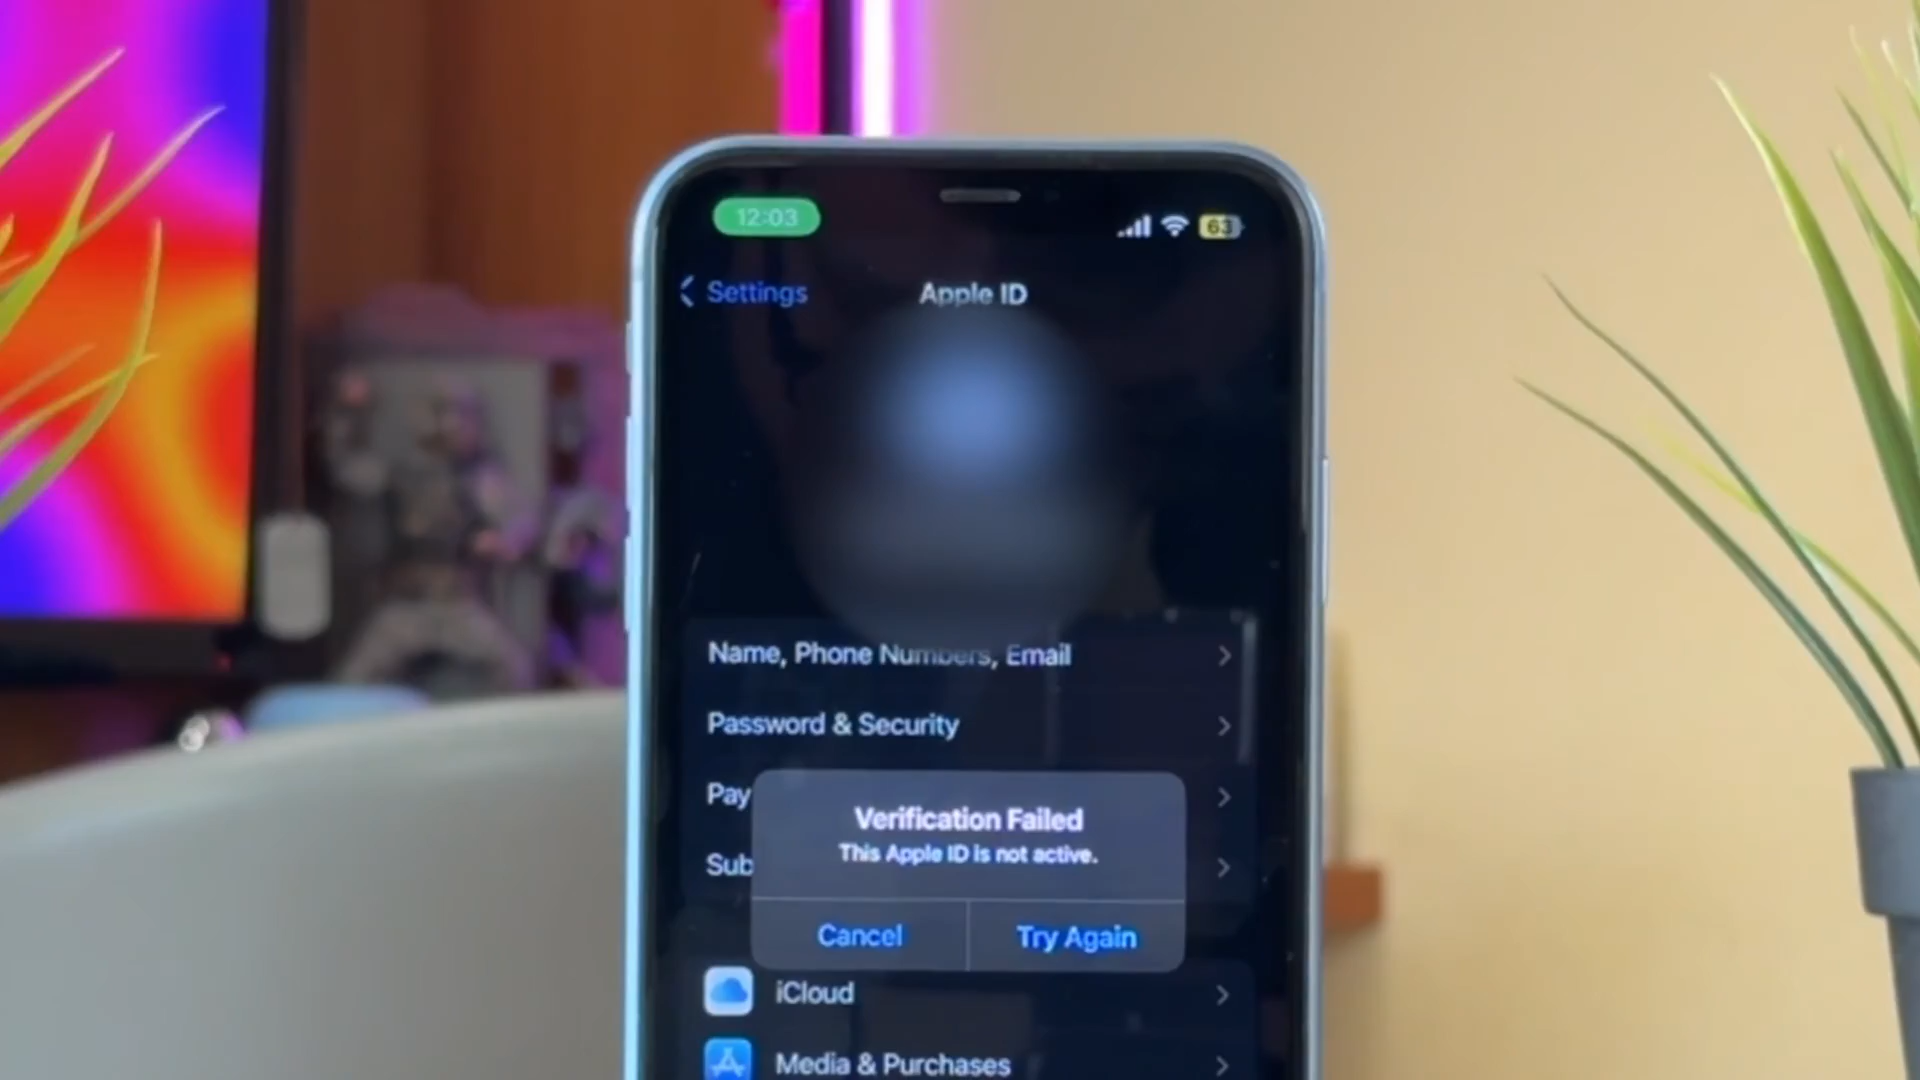 12:03
63
Settings
Apple ID
Name, Phone Numbers, Email
Password & Security
Pay
Sub
Verification Failed
This Apple ID is not active.
Cancel
Try Again
iCloud
Media & Purchases